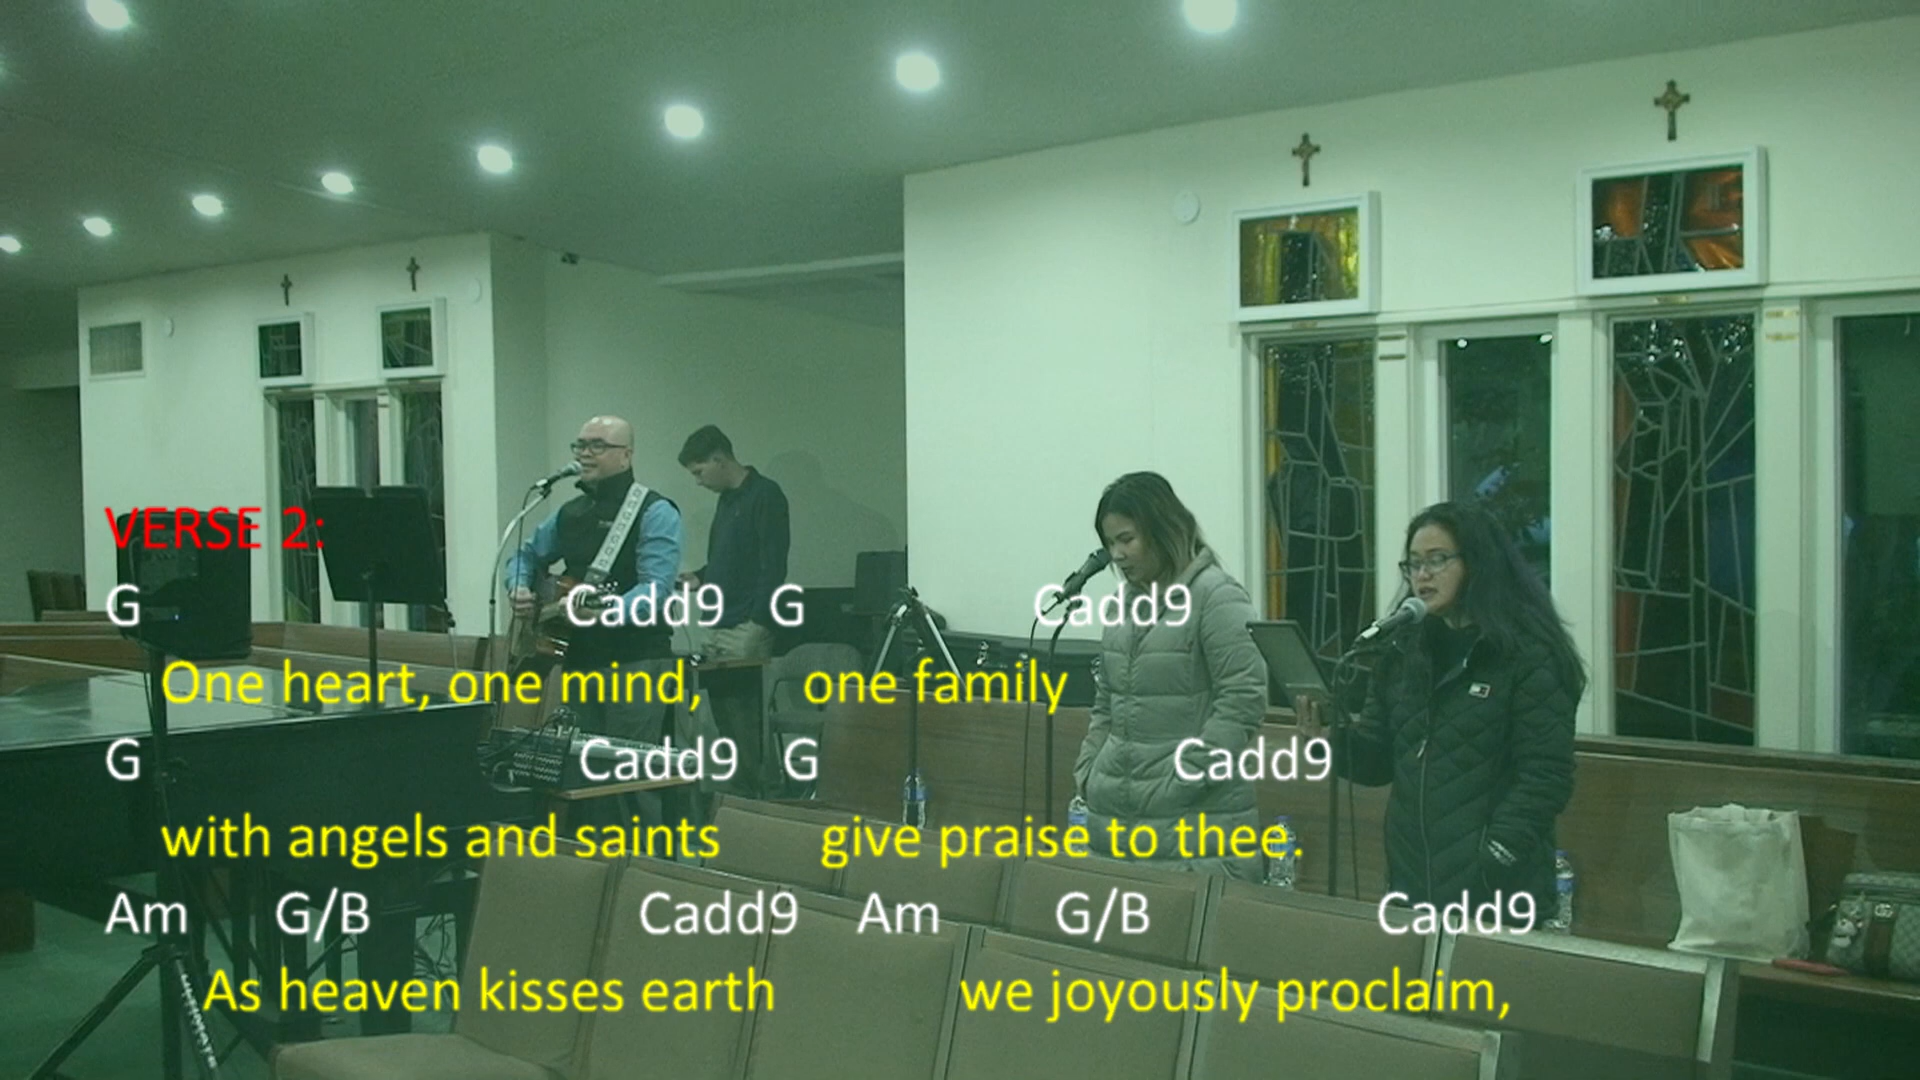 VERSE 2:
G Cadd9 G Cadd9
One heart, one mind, one family
G Cadd9 G Cadd9
with angels and saints give praise to thee.
Am G/B Cadd9 Am G/B Cadd9
As heaven kisses earth we joyously proclaim,
ULTIMATE